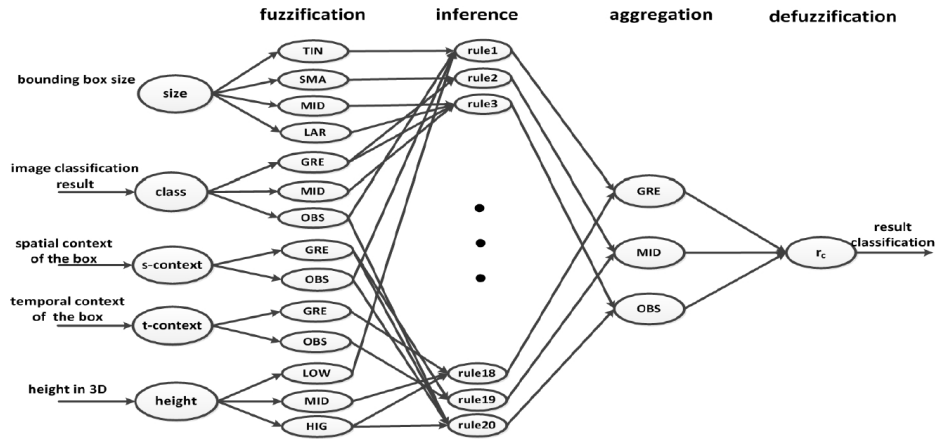 fuzzification inference aggregation defuzzification
bounding box size
size
TIN
SMA
MID
LAR
image classification
result
class
GRE
MID
OBS
spatial context
of the box
s-context
GRE
OBS
temporal context
of the box
t-context
GRE
OBS
height in 3D
height
LOW
MID
HIG
rule1
rule2
rule3
rule18
rule19
rule20
GRE
MID
OBS
rc
result
classification